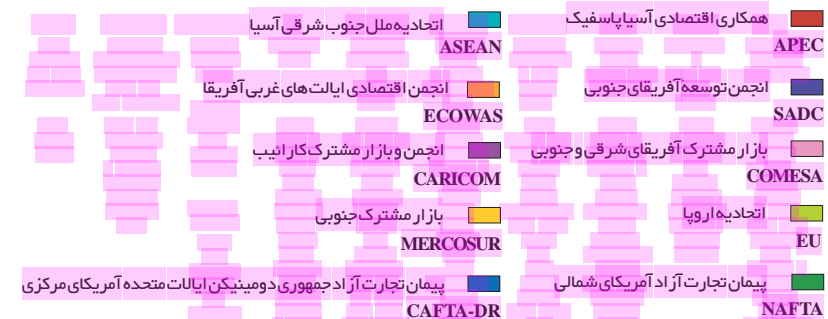 همکاری اقتصادی آسیا پاسفیک
APEC
انجمن توسعه آفریقای جنوبی
SADC
بازار مشترک آفریقای شرقی و جنوبی
COMESA
اتحادیه اروپا
EU
پیمان تجارت آزاد آمریکای شمالی
NAFTA
اتحادیه ملل جنوب شرقی آسیا
ASEAN
انجمن اقتصادی ایالت های غربی آفریقا
ECOWAS
انجمن و بازار مشترک کارائیب
CARICOM
بازار مشترک جنوبی
MERCOSUR
پیمان تجارت آزاد جمهوری دومینیکن ایالات متحده آمریکای مرکزی
CAFTA-DR